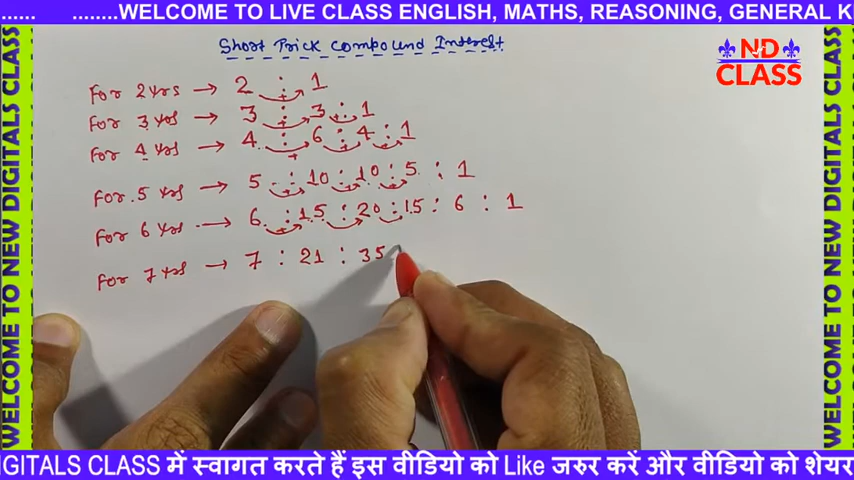 ...... ........WELCOME TO LIVE CLASS ENGLISH, MATHS, REASONING, GENERAL K
Short Trick Compound Interest
ND
CLASS
For 2 yrs → 2 : 1
For 3 yrs → 3 : 3 : 1
For 4 yrs → 4 : 6 : 4 : 1
For 5 yrs → 5 : 10 : 10 : 5 : 1
For 6 yrs → 6 : 15 : 20 : 15 : 6 : 1
For 7 yrs → 7 : 21 : 35
WELCOME TO NEW DIGITALS CLASS
WELCOME TO NEW DIGITALS CLASS
IGITALS CLASS में स्वागत करते हैं इस वीडियो को Like जरुर करें और वीडियो को शेयर